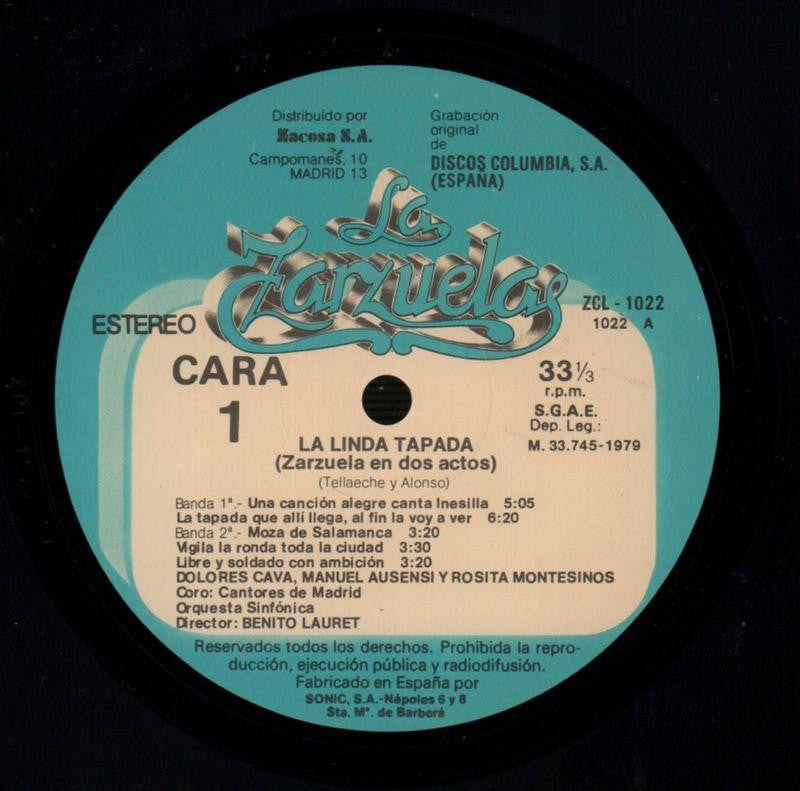 Distribuído por
Zacosa S.A.
Campomanes, 10
MADRID 13
Grabación
original
de
DISCOS COLUMBIA, S.A.
(ESPAÑA)
La
Zarzuela
ESTEREO
ZCL - 1022
1022 A
CARA
1
33 1/3
r.p.m.
S.G.A.E.
Dep. Leg.:
M. 33.745-1979
LA LINDA TAPADA
(Zarzuela en dos actos)
(Tellaeche y Alonso)
Banda 1ª.- Una canción alegre canta Inesilla 5:05
La tapada que allí llega, al fin la voy a ver 6:20
Banda 2ª.- Moza de Salamanca 3:20
Vigila la ronda toda la ciudad 3:30
Libre y soldado con ambición 3:20
DOLORES CAVA, MANUEL AUSENSI Y ROSITA MONTESINOS
Coro: Cantores de Madrid
Orquesta Sinfónica
Director: BENITO LAURET
Reservados todos los derechos. Prohibida la repro-
ducción, ejecución pública y radiodifusión.
Fabricado en España por
SONIC, S.A.-Nápoles 6 y 8
Sta. Mª. de Barberá